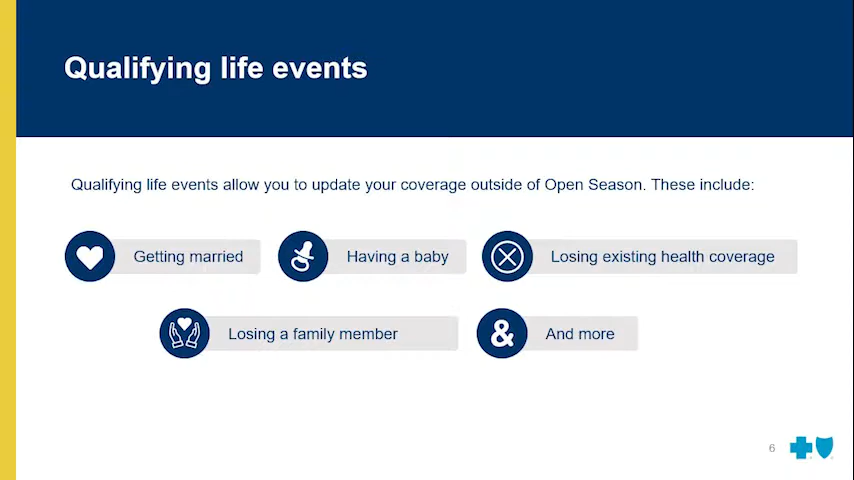 Qualifying life events
Qualifying life events allow you to update your coverage outside of Open Season. These include:
Getting married
Having a baby
Losing existing health coverage
Losing a family member
&
And more
6